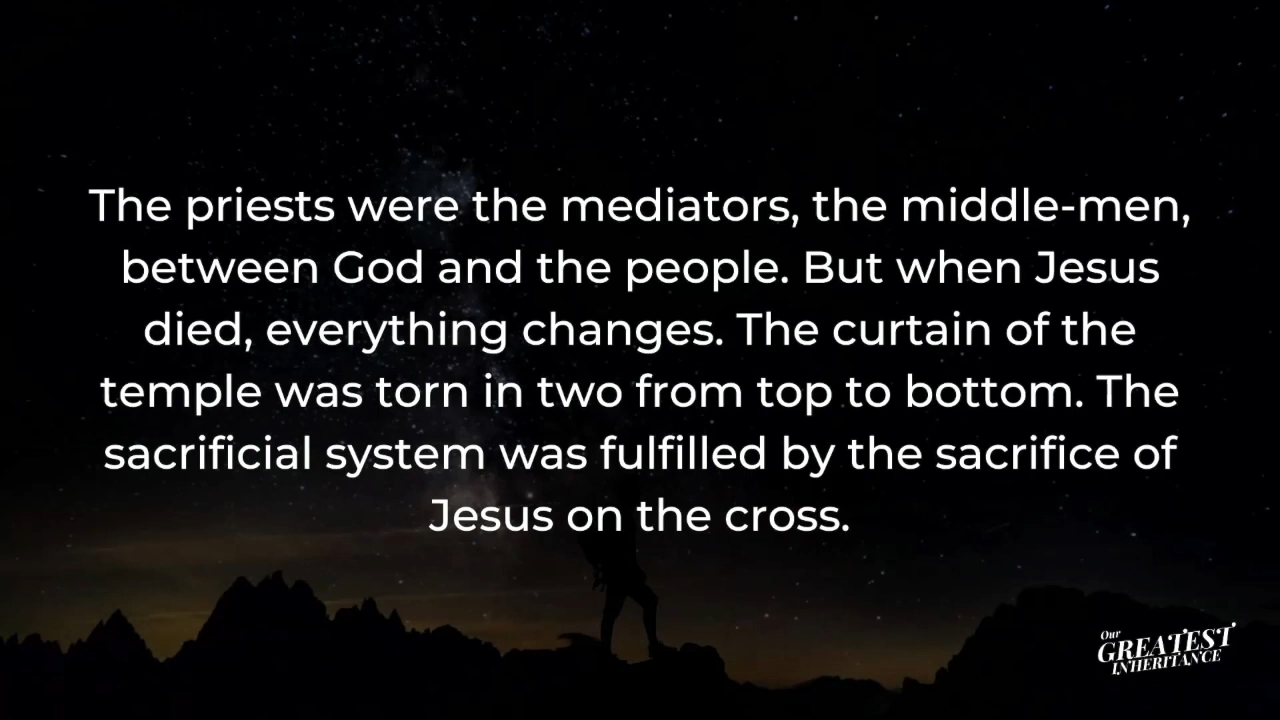 The priests were the mediators, the middle-men,
between God and the people. But when Jesus
died, everything changes. The curtain of the
temple was torn in two from top to bottom. The
sacrificial system was fulfilled by the sacrifice of
Jesus on the cross.
Our
GREATEST
INHERITANCE